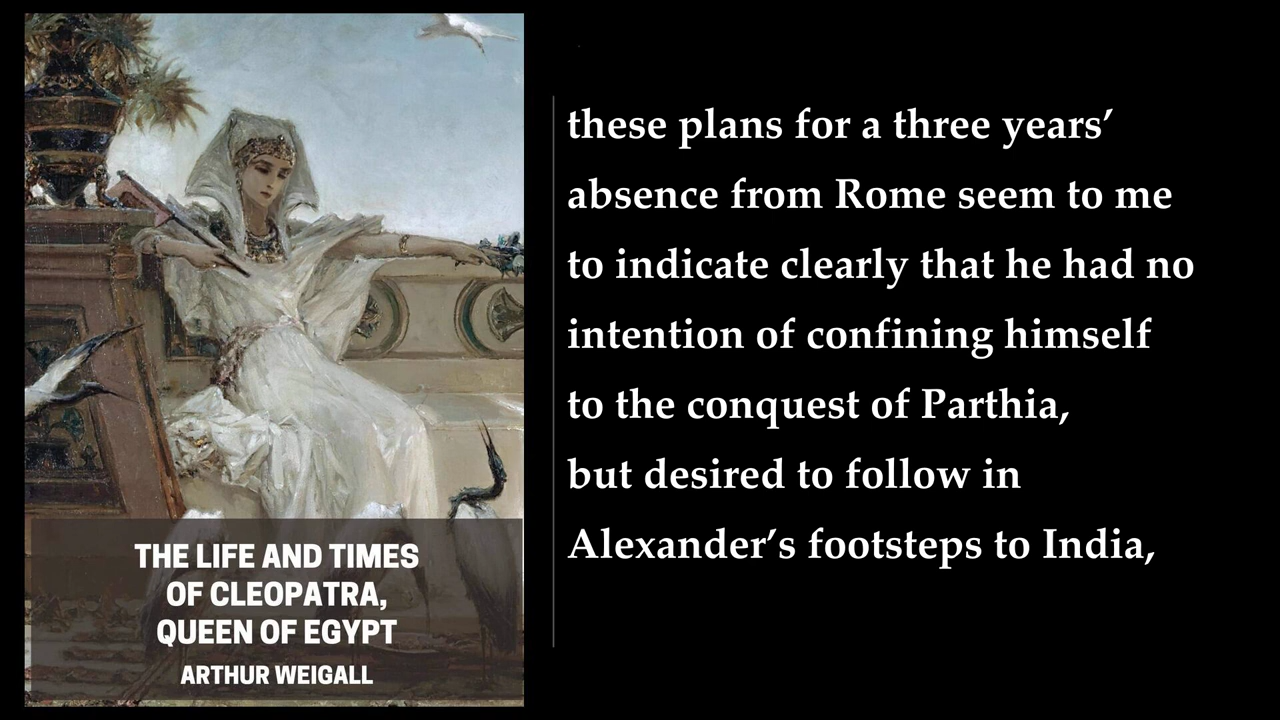 THE LIFE AND TIMES
OF CLEOPATRA,
QUEEN OF EGYPT
ARTHUR WEIGALL
these plans for a three years’
absence from Rome seem to me
to indicate clearly that he had no
intention of confining himself
to the conquest of Parthia,
but desired to follow in
Alexander’s footsteps to India,